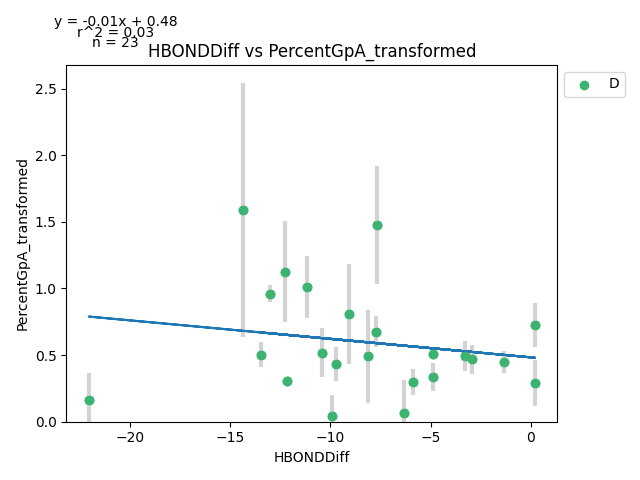 y = -0.01x + 0.48
r^2 = 0.03
n = 23
HBONDDiff vs PercentGpA_transformed
D
PercentGpA_transformed
2.5
2.0
1.5
1.0
0.5
0.0
−20
−15
−10
−5
0
HBONDDiff